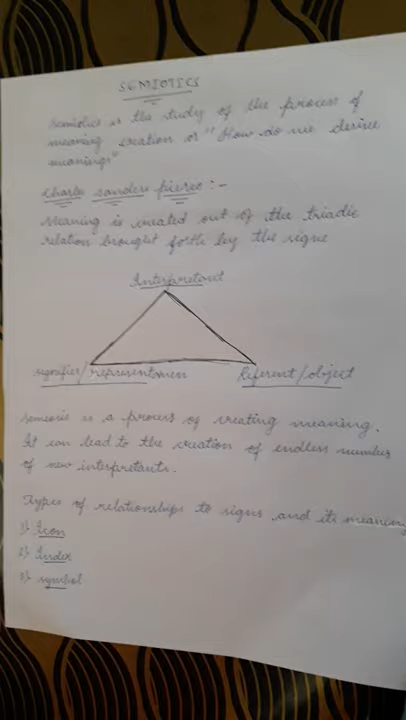 SEMIOTICS
Semiotics is the study of the process of
meaning creation or "How do we derive
meanings"
Charles sanders pierce :-
Meaning is created out of the triadic
relation brought forth by the signe
Interpretant
signifier/representamen Referent/object
semeosis is a process of creating meaning.
It can lead to the creation of endless number
of new interpretants.
Types of relationships to signs and its meaning
1) Icon
2) Index
3) symbol